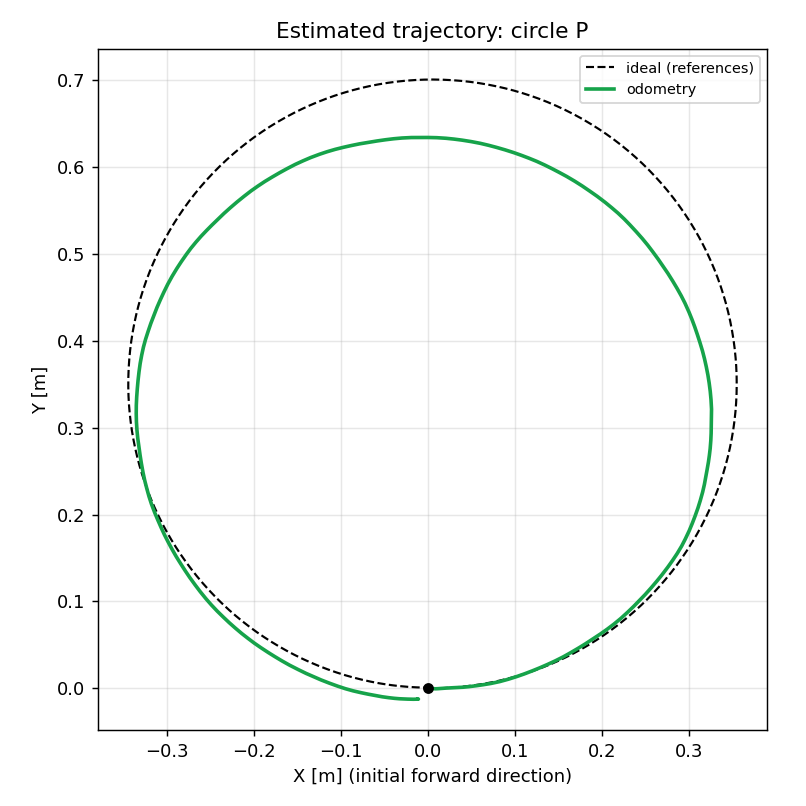 Estimated trajectory: circle P
ideal (references)
odometry
0.7
0.6
0.5
0.4
0.3
0.2
0.1
0.0
Y [m]
−0.3 −0.2 −0.1 0.0 0.1 0.2 0.3
X [m] (initial forward direction)